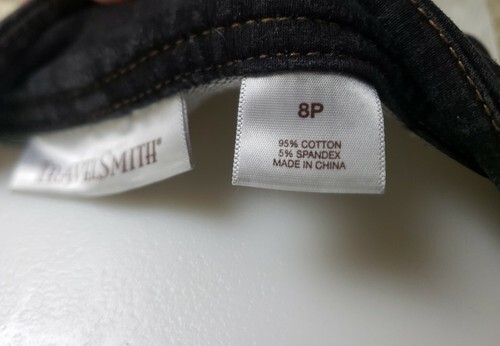 TRAVELSMITH®
8P
95% COTTON
5% SPANDEX
MADE IN CHINA